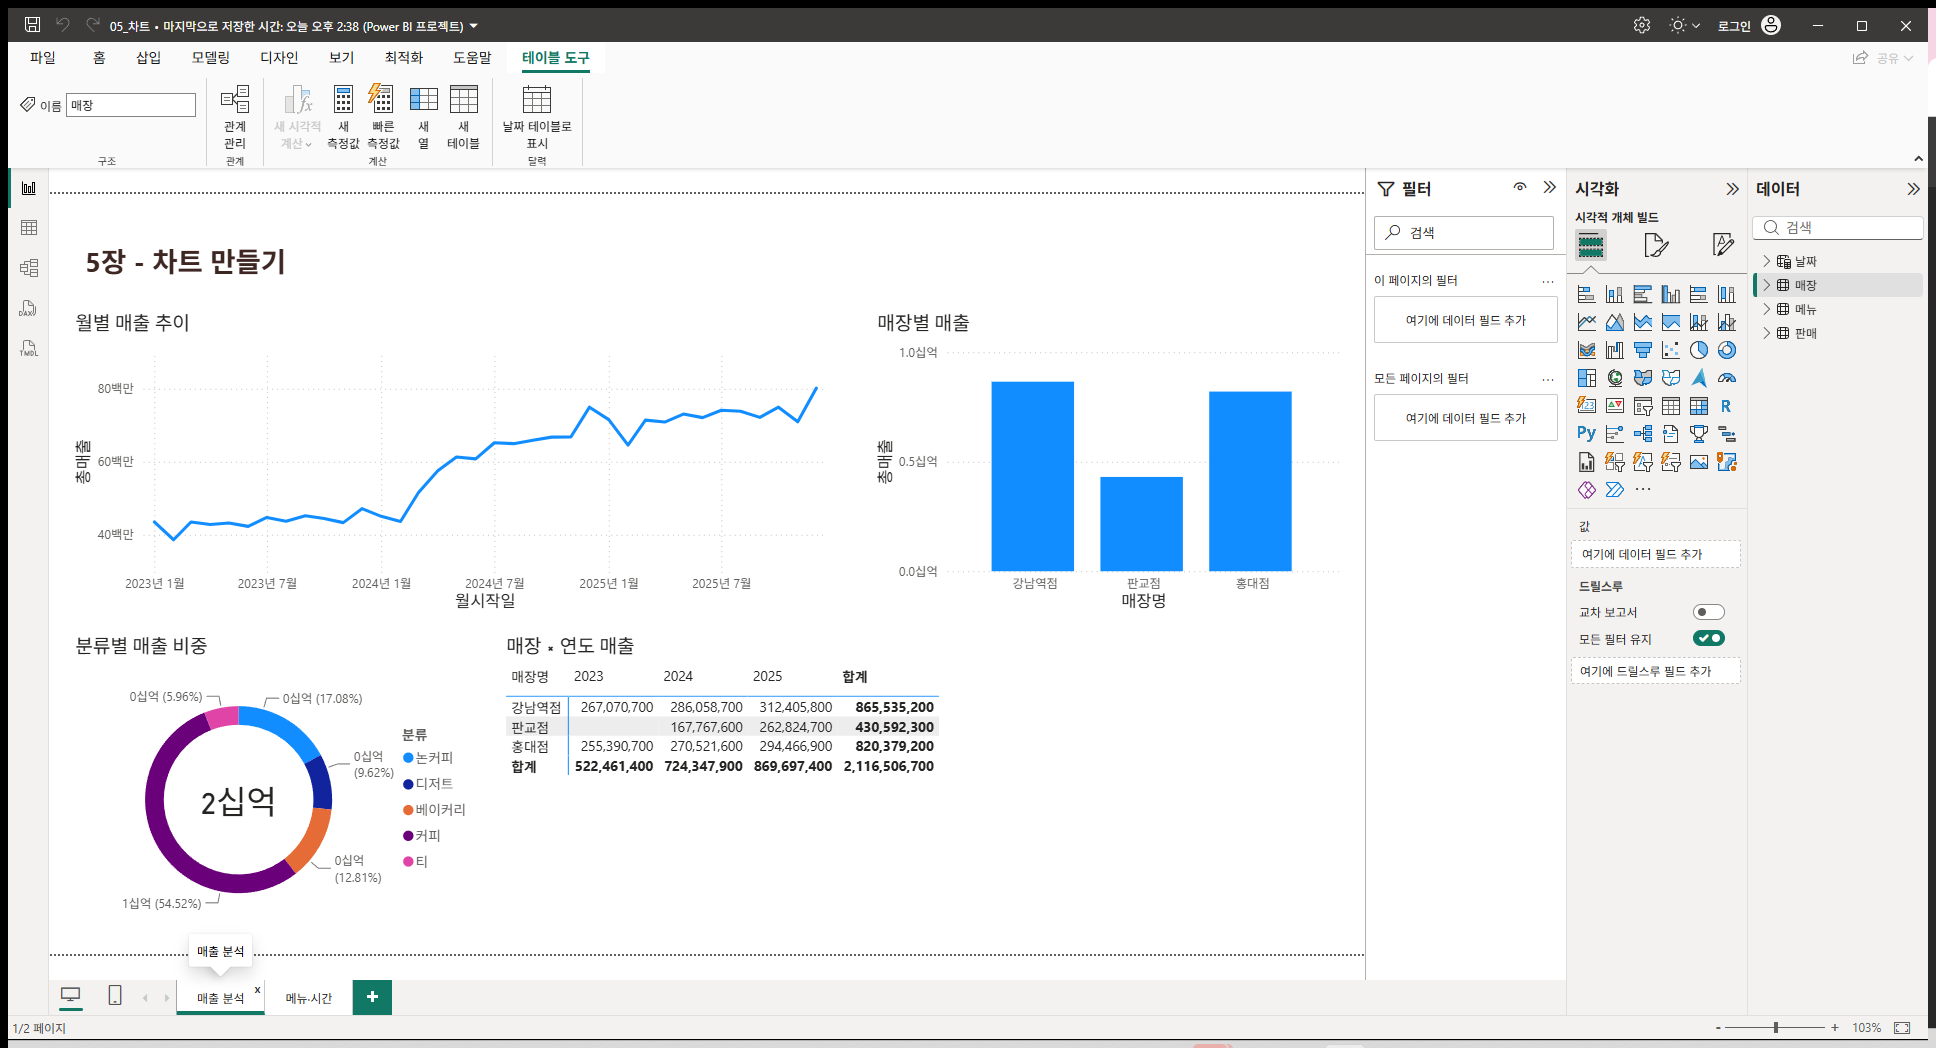 05_차트 • 마지막으로 저장한 시간: 오늘 오후 2:38 (Power BI 프로젝트)
로그인
파일 홈 삽입 모델링 디자인 보기 최적화 도움말 테이블 도구
공유
이름 매장
관계 관리
새 시각적 계산
새 측정값
빠른 측정값
새 열
새 테이블
날짜 테이블로 표시
구조 관계 계산 달력
5장 - 차트 만들기
월별 매출 추이
총매출
80백만
60백만
40백만
2023년 1월 2023년 7월 2024년 1월 2024년 7월 2025년 1월 2025년 7월
월시작일
매장별 매출
총매출
1.0십억
0.5십억
0.0십억
강남역점 판교점 홍대점
매장명
분류별 매출 비중
0십억 (5.96%)
0십억 (17.08%)
0십억
(9.62%)
0십억
(12.81%)
1십억 (54.52%)
2십억
분류
논커피
디저트
베이커리
커피
티
매장 × 연도 매출
매장명 2023 2024 2025 합계
강남역점 267,070,700 286,058,700 312,405,800 865,535,200
판교점 167,767,600 262,824,700 430,592,300
홍대점 255,390,700 270,521,600 294,466,900 820,379,200
합계 522,461,400 724,347,900 869,697,400 2,116,506,700
필터
검색
이 페이지의 필터 ...
여기에 데이터 필드 추가
모든 페이지의 필터 ...
여기에 데이터 필드 추가
시각화
시각적 개체 빌드
123
R
Py
...
값
여기에 데이터 필드 추가
드릴스루
교차 보고서
모든 필터 유지
여기에 드릴스루 필드 추가
데이터
검색
날짜
매장
메뉴
판매
DAX
TMDL
매출 분석
매출 분석 x 메뉴·시간 +
1/2 페이지
- + 103%